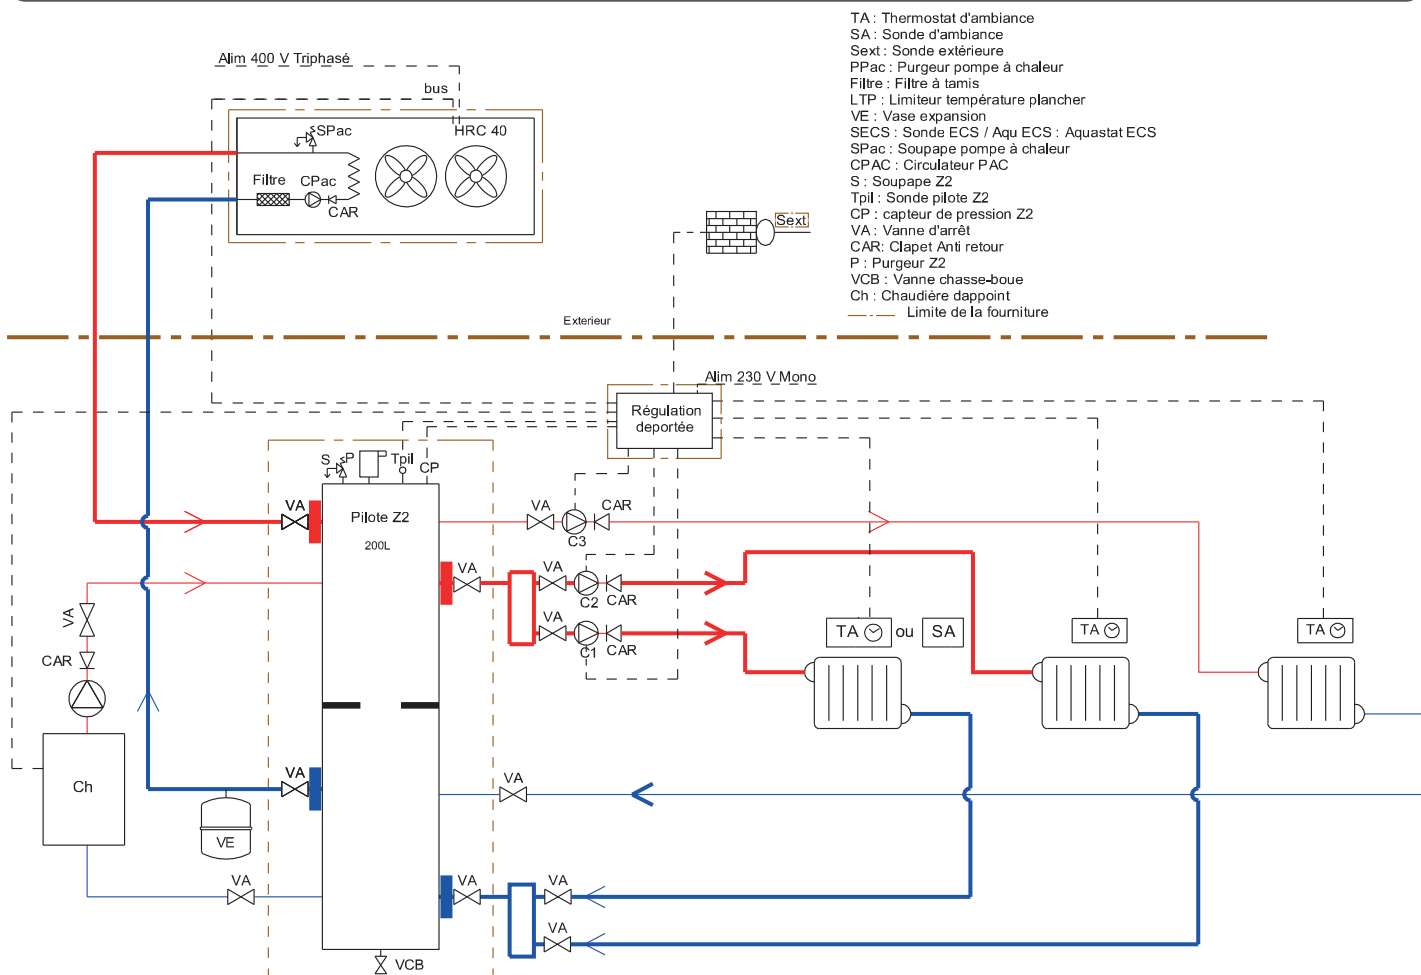 TA : Thermostat d'ambiance
SA : Sonde d'ambiance
Sext : Sonde extérieure
PPac : Purgeur pompe à chaleur
Filtre : Filtre à tamis
LTP : Limiteur température plancher
VE : Vase expansion
SECS : Sonde ECS / Aqu ECS : Aquastat ECS
SPac : Soupape pompe à chaleur
CPAC : Circulateur PAC
S : Soupape Z2
Tpil : Sonde pilote Z2
CP : capteur de pression Z2
VA : Vanne d'arrêt
CAR: Clapet Anti retour
P : Purgeur Z2
VCB : Vanne chasse-boue
Ch : Chaudière dappoint
Limite de la fourniture
Alim 400 V Triphasé
bus
SPac
HRC 40
Filtre
CPac
CAR
Sext
Exterieur
Alim 230 V Mono
Régulation
deportée
S
P
Tpil
CP
VA
Pilote Z2
200L
VA
CAR
C3
VA
VA
C2
CAR
VA
C1
CAR
VA
CAR
TA
ou
SA
TA
TA
Ch
VE
VA
VA
VA
VA
VA
VA
VA
VCB